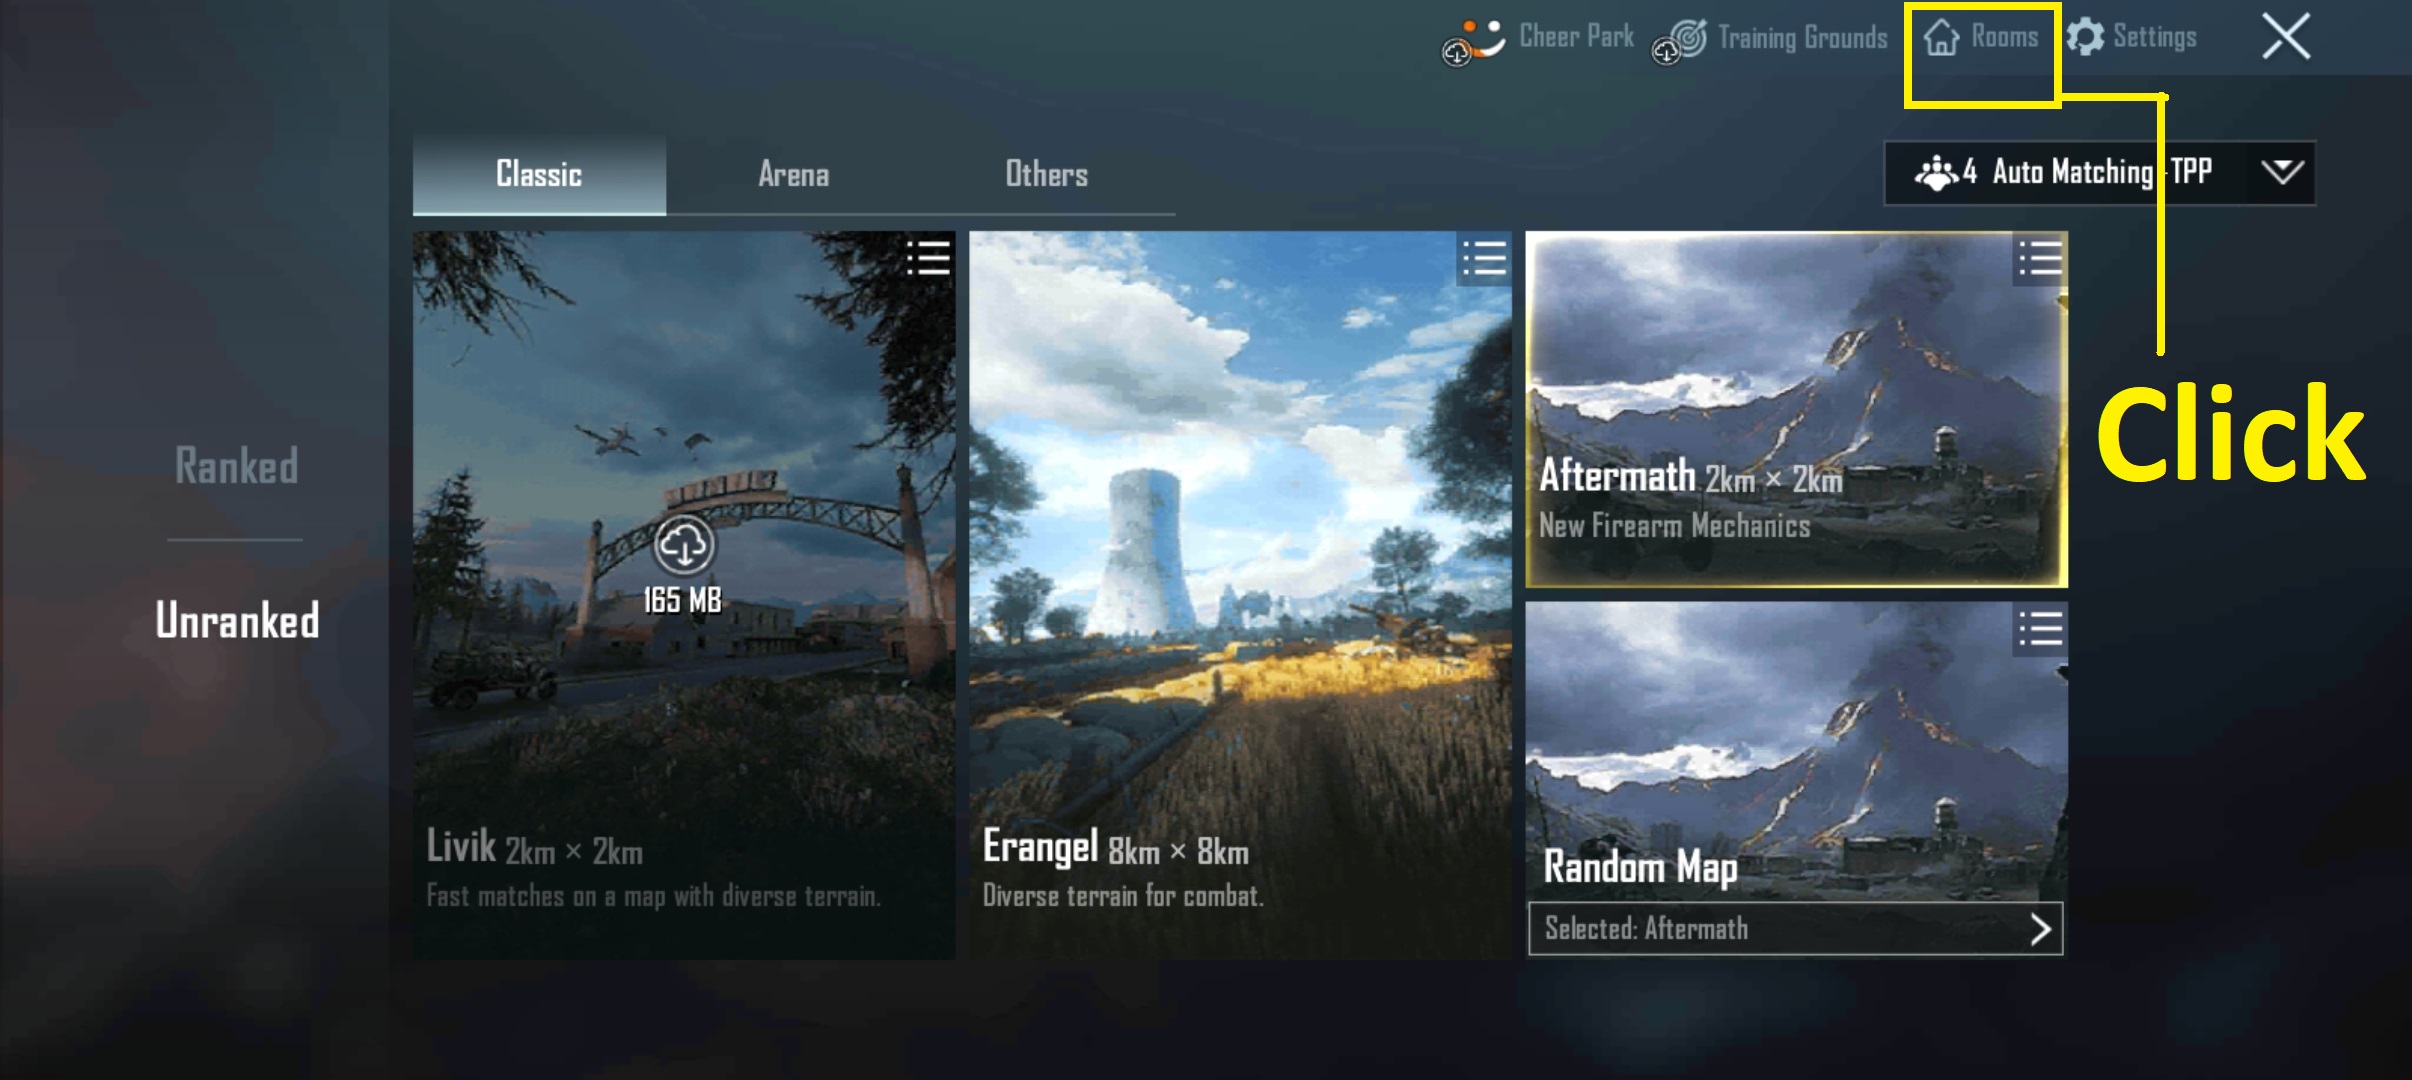 Cheer Park
Training Grounds
Rooms
Settings
Classic
Arena
Others
4 Auto Matching TPP
Click
Ranked
Unranked
165 MB
Livik 2km × 2km
Fast matches on a map with diverse terrain.
Erangel 8km × 8km
Diverse terrain for combat.
Aftermath 2km × 2km
New Firearm Mechanics
Random Map
Selected: Aftermath